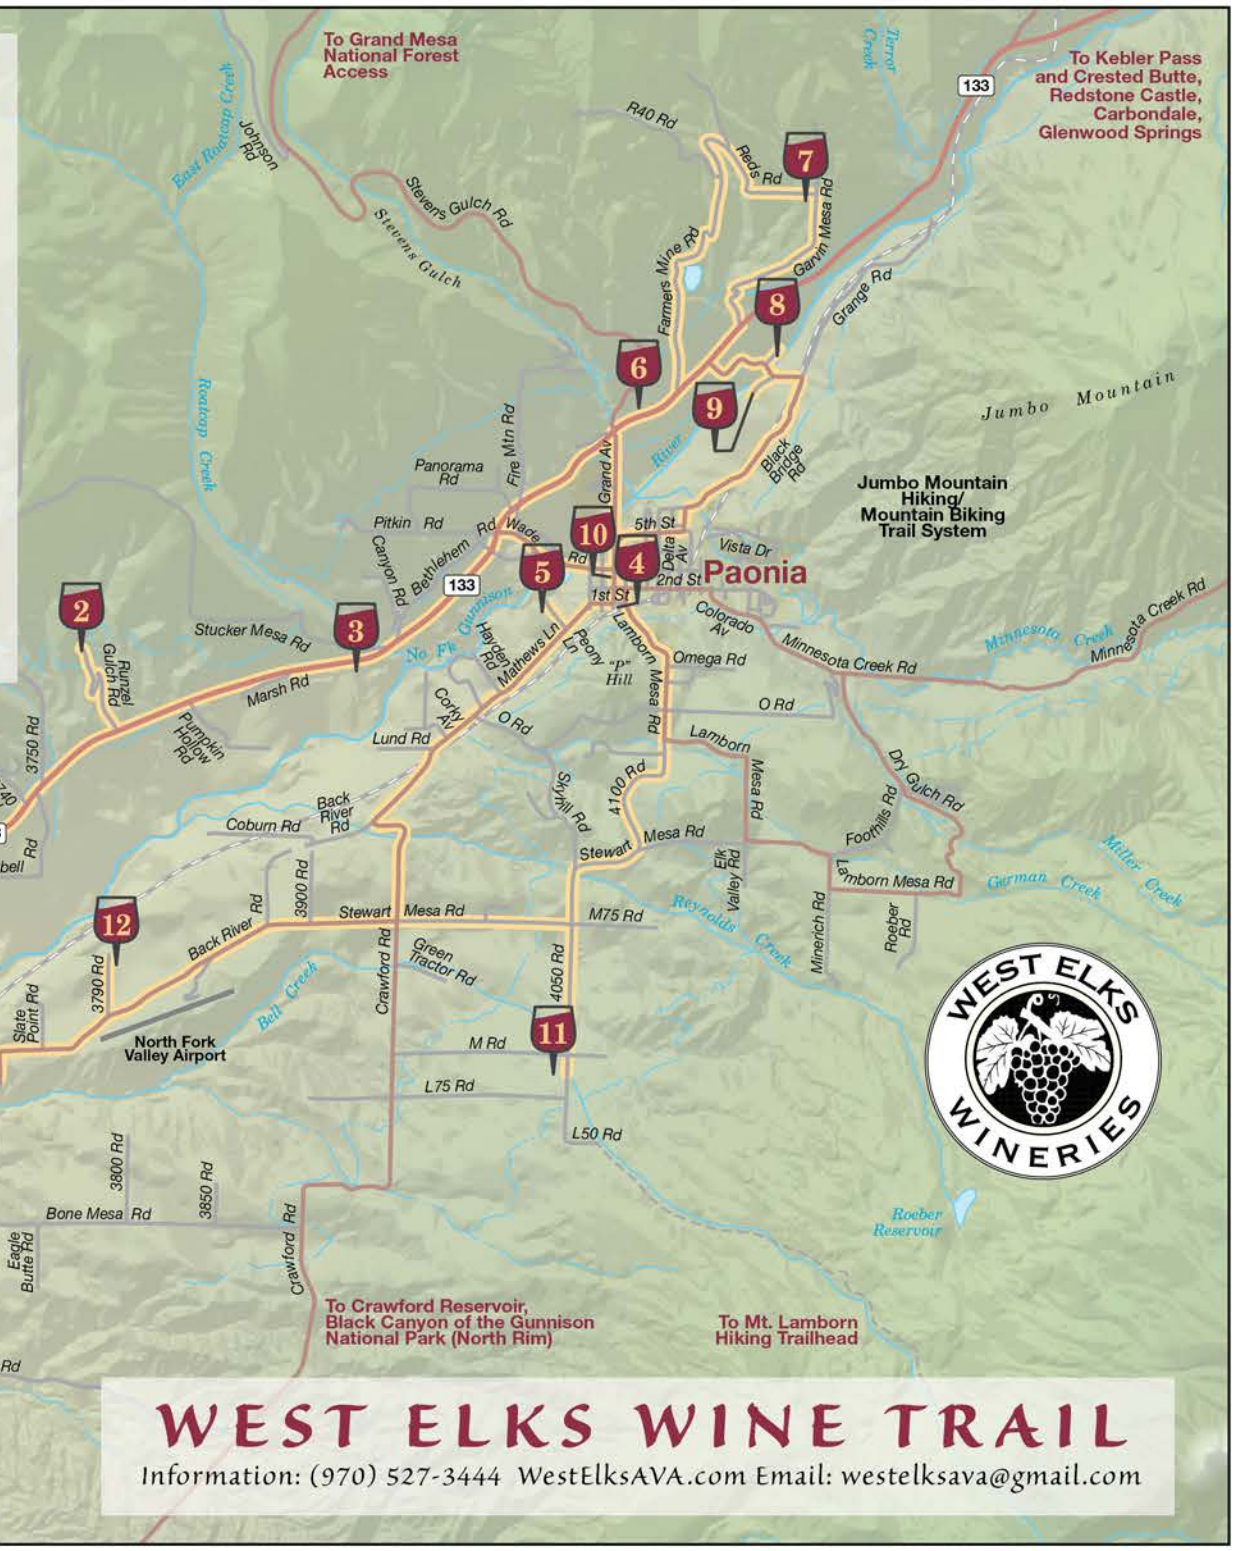 To Grand Mesa
National Forest
Access
Terror
Creek
133
To Kebler Pass
and Crested Butte,
Redstone Castle,
Carbondale,
Glenwood Springs
East Roatcap Creek
Johnson
Rd
R40 Rd
Reds Rd
7
Stevens Gulch Rd
Stevens Gulch
Garvin Mesa Rd
Farmers Mine Rd
8
Grange Rd
6
Roatcap Creek
9
Jumbo Mountain
River
Fire Mtn Rd
Grand Av
Black
Bridge
Rd
Panorama
Rd
Jumbo Mountain
Hiking/
Mountain Biking
Trail System
Pitkin Rd
Bethlehem Rd
Wade
Rd
10
5th St
Delta
Av
Vista Dr
Canyon Rd
133
5
4
2nd St
Paonia
1st St
2
Stucker Mesa Rd
3
No Fk Gunnison
Hayden
Rd
Mathews Ln
Peony
Ln
"P"
Hill
Lamborn Mesa Rd
Colorado
Av
Minnesota Creek Rd
Minnesota Creek
Minnesota Creek Rd
Omega Rd
Runzel
Gulch Rd
Marsh Rd
Pumpkin
Hollow
Rd
3750 Rd
Corky
Av
Lund Rd
O Rd
O Rd
Lamborn
Mesa Rd
4100 Rd
Skyhill Rd
Dry Gulch Rd
Foothills Rd
740
Back
River
Rd
Coburn Rd
Stewart Mesa Rd
bell Rd
Elk
Valley Rd
Lamborn Mesa Rd
German Creek
Miller Creek
3900 Rd
12
Back River Rd
Stewart Mesa Rd
M75 Rd
Reynolds Creek
Minerich Rd
Roeber
Rd
3790 Rd
Crawford Rd
Green
Tractor Rd
4050 Rd
Bell Creek
Slate
Point Rd
North Fork
Valley Airport
11
M Rd
L75 Rd
L50 Rd
WEST ELKS
WINERIES
3800 Rd
3850 Rd
Bone Mesa Rd
Eagle
Butte Rd
Crawford Rd
Roeber
Reservoir
To Crawford Reservoir,
Black Canyon of the Gunnison
National Park (North Rim)
To Mt. Lamborn
Hiking Trailhead
Rd
WEST ELKS WINE TRAIL
Information: (970) 527-3444 WestElksAVA.com Email: westelksava@gmail.com